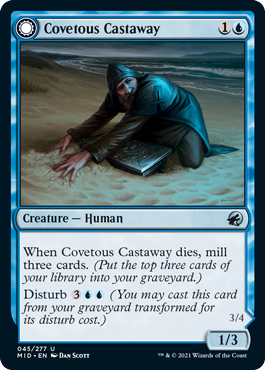 Covetous Castaway 1
Creature — Human
When Covetous Castaway dies, mill
three cards. (Put the top three cards of
your library into your graveyard.)
Disturb 3 (You may cast this card
from your graveyard transformed for
its disturb cost.)
3/4
1/3
045/277 U
MID • EN DAN SCOTT
™ & © 2021 Wizards of the Coast